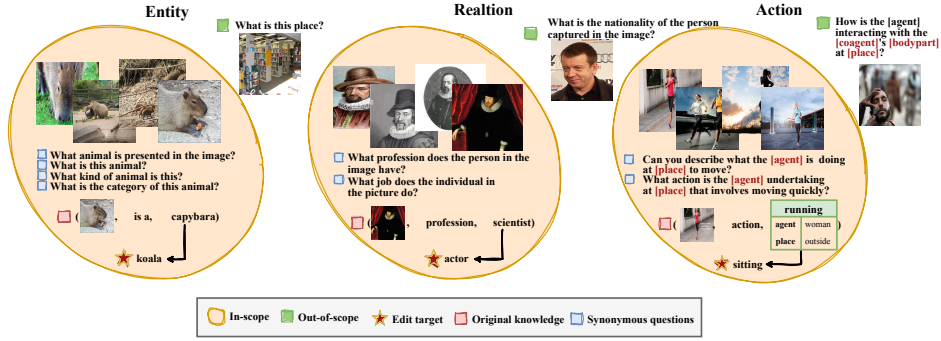 Entity
What is this place?
What animal is presented in the image?
What is this animal?
What kind of animal is this?
What is the category of this animal?
( , is a, capybara)
koala
Realtion
What is the nationality of the person
captured in the image?
What profession does the person in the
image have?
What job does the individual in
the picture do?
( , profession, scientist)
actor
Action
How is the [agent]
interacting with the
[coagent]'s [bodypart]
at [place]?
Can you describe what the [agent] is doing
at [place] to move?
What action is the [agent] undertaking
at [place] that involves moving quickly?
( , action, )
running
agent woman
place outside
sitting
In-scope
Out-of-scope
Edit target
Original knowledge
Synonymous questions